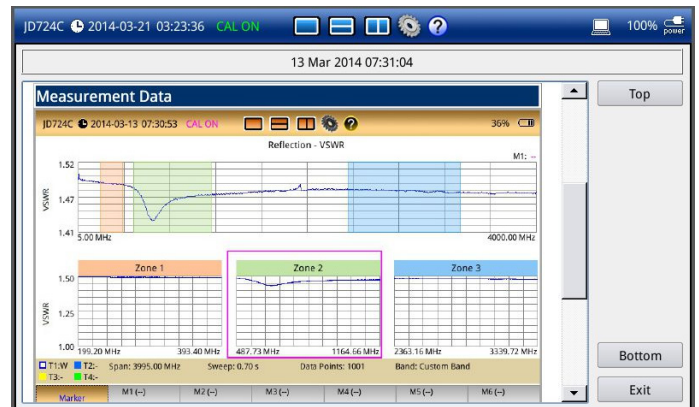 JD724C 2014-03-21 03:23:36 CAL ON 100% power
13 Mar 2014 07:31:04
Measurement Data
Top
JD724C 2014-03-13 07:30:53 CAL ON 36%
Reflection - VSWR
M1: --
1.52
VSWR
1.47
1.41
5.00 MHz 4000.00 MHz
Zone 1 Zone 2 Zone 3
1.50
VSWR
1.25
1.00
199.20 MHz 393.40 MHz 487.73 MHz 1164.66 MHz 2363.16 MHz 3339.72 MHz
T1:W T2:- Span: 3995.00 MHz Sweep: 0.70 s Data Points: 1001 Band: Custom Band
T3:- T4:-
Bottom
Marker M1 (--) M2 (--) M3 (--) M4 (--) M5 (--) M6 (--)
Exit